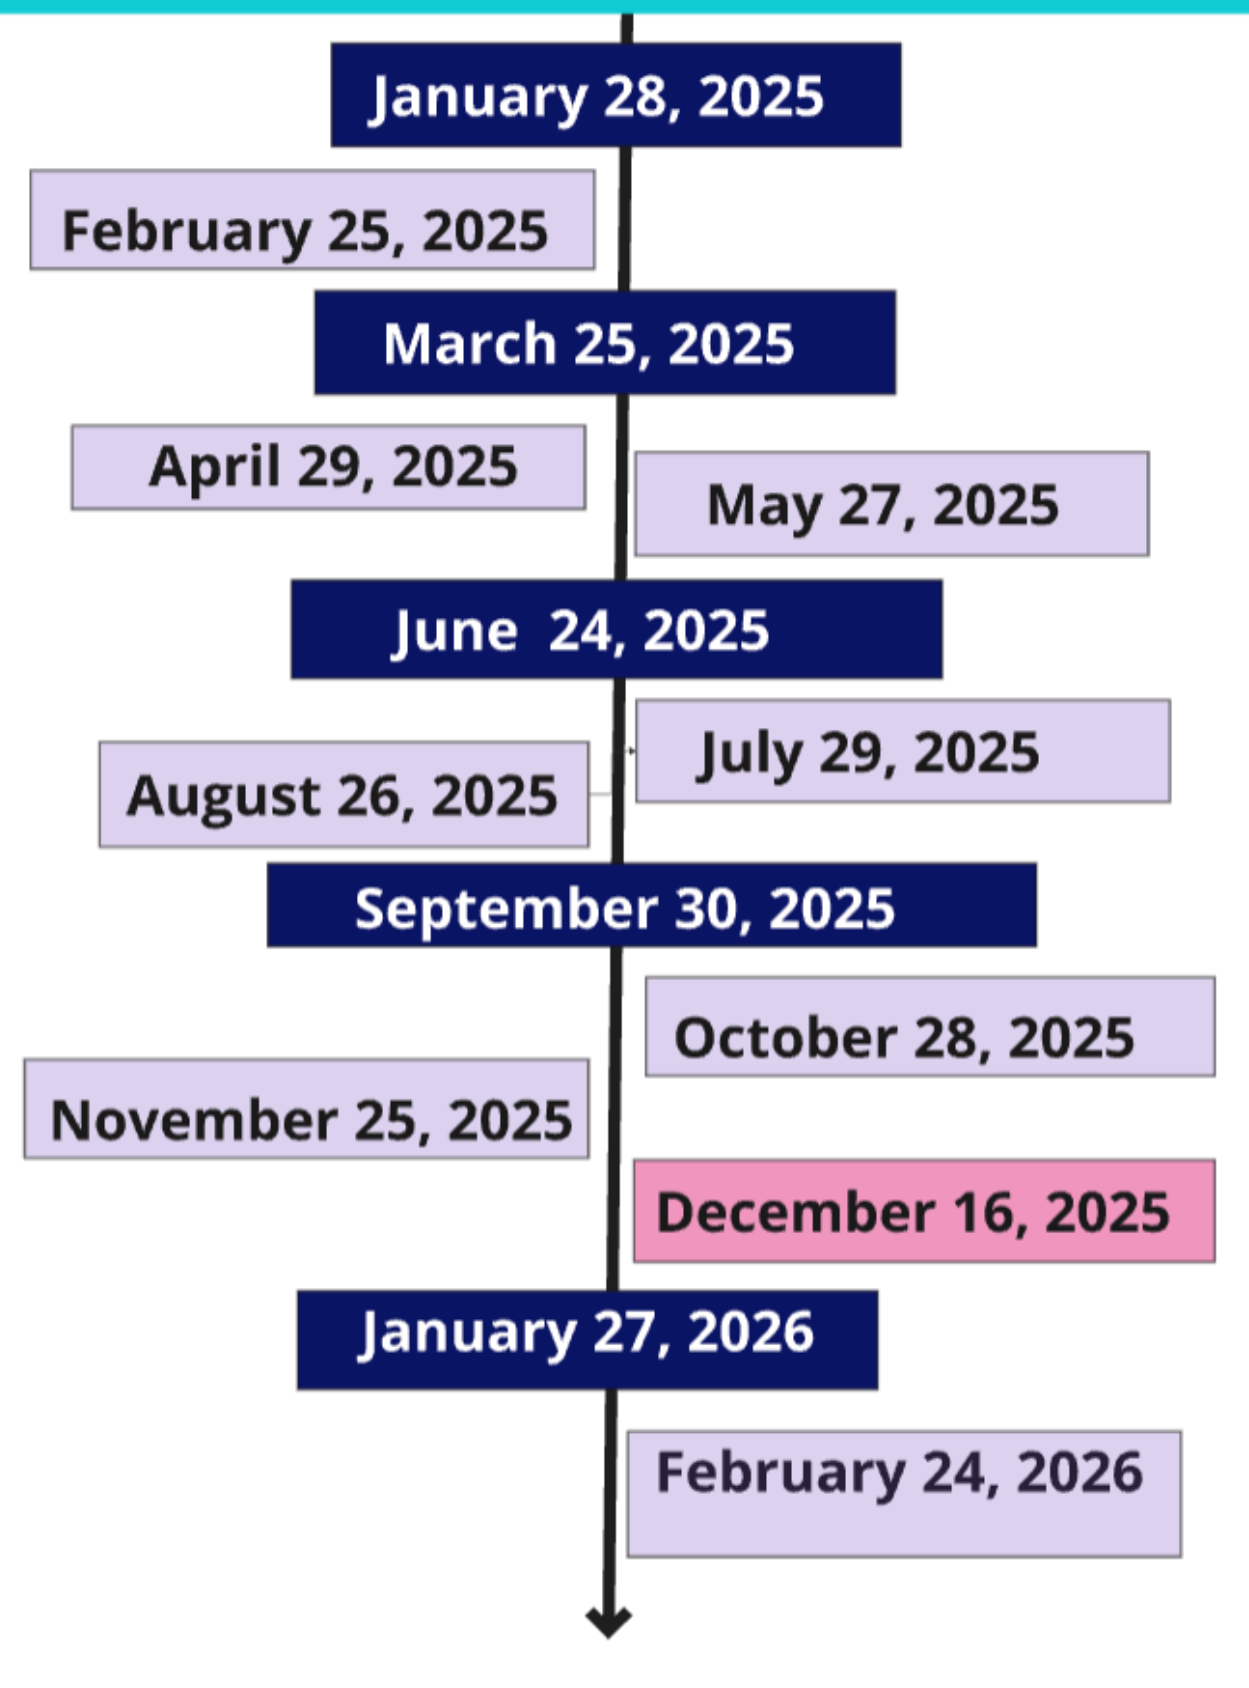 January 28, 2025
February 25, 2025
March 25, 2025
April 29, 2025
May 27, 2025
June  24, 2025
July 29, 2025
August 26, 2025
September 30, 2025
October 28, 2025
November 25, 2025
December 16, 2025
January 27, 2026
February 24, 2026